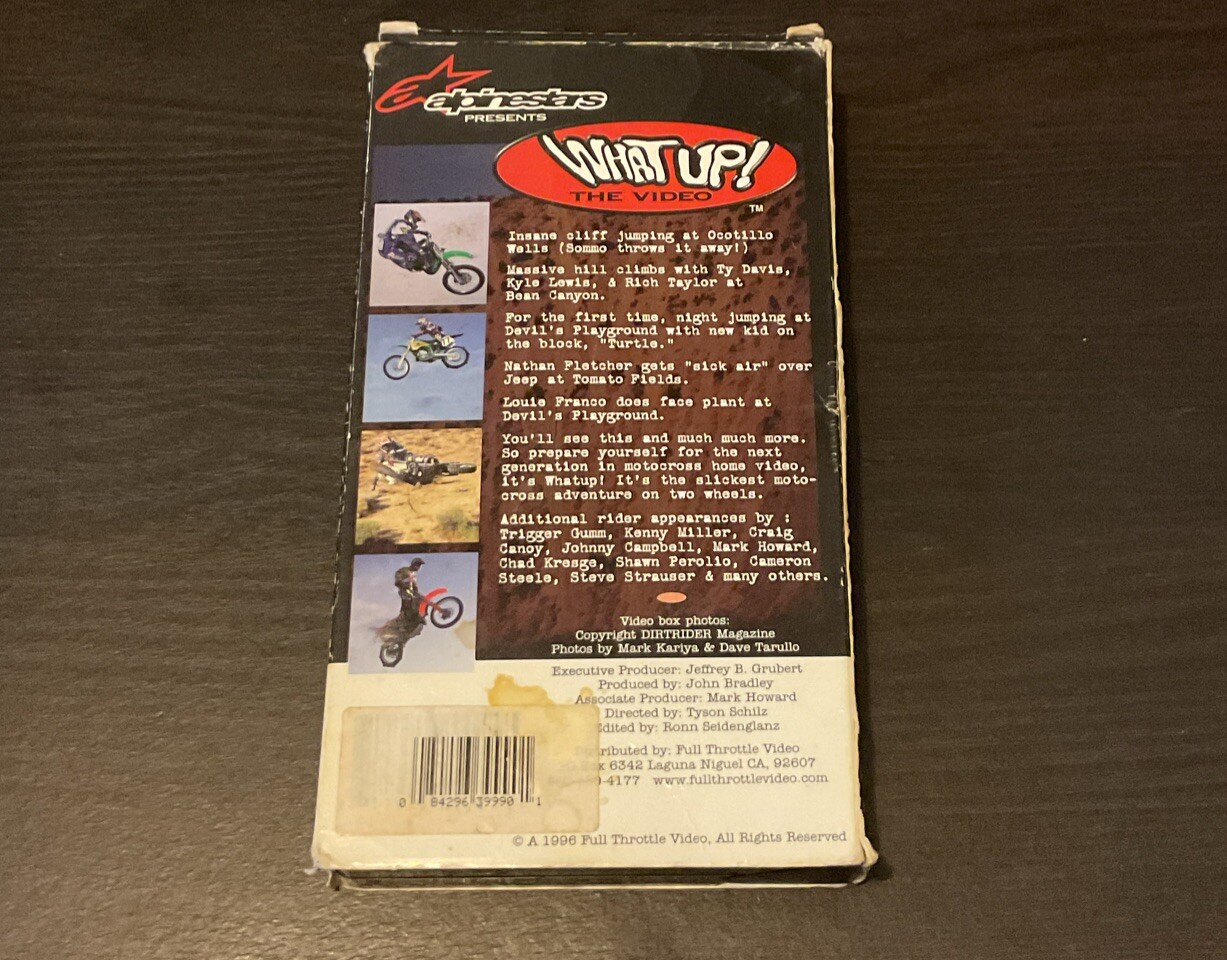 alpinestars
PRESENTS
WHAT UP!
THE VIDEO
TM
Insane cliff jumping at Ocotillo
Wells (Sommo throws it away!)
Massive hill climbs with Ty Davis,
Kyle Lewis, & Rich Taylor at
Bean Canyon.
For the first time, night jumping at
Devil's Playground with new kid on
the block, "Turtle."
Nathan Fletcher gets "sick air" over
Jeep at Tomato Fields.
Louie Franco does face plant at
Devil's Playground.
You'll see this and much much more.
So prepare yourself for the next
generation in motocross home video,
it's Whatup! It's the slickest moto-
cross adventure on two wheels.
Additional rider appearances by :
Trigger Gumm, Kenny Miller, Craig
Canoy, Johnny Campbell, Mark Howard,
Chad Kresge, Shawn Perolio, Cameron
Steele, Steve Strauser & many others.
Video box photos:
Copyright DIRTRIDER Magazine
Photos by Mark Kariya & Dave Tarullo
Executive Producer: Jeffrey B. Grubert
Produced by: John Bradley
Associate Producer: Mark Howard
Directed by: Tyson Schilz
by: Ronn Seidenglanz
by: Full Throttle Video
6342 Laguna Niguel CA, 92607
-4177 www.fullthrottlevideo.com
0 84296 39990 1
© A 1996 Full Throttle Video, All Rights Reserved